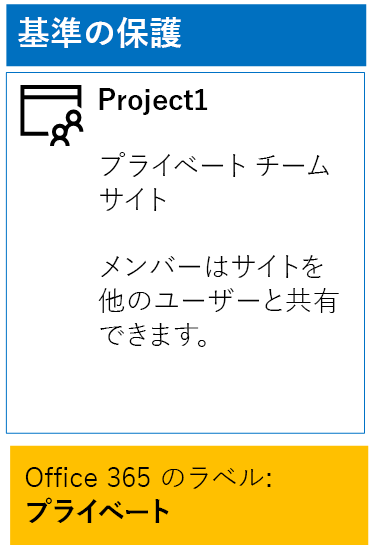 基準の保護
Project1
プライベート チーム
サイト
メンバーはサイトを
他のユーザーと共有
できます。
Office 365 のラベル:
プライベート